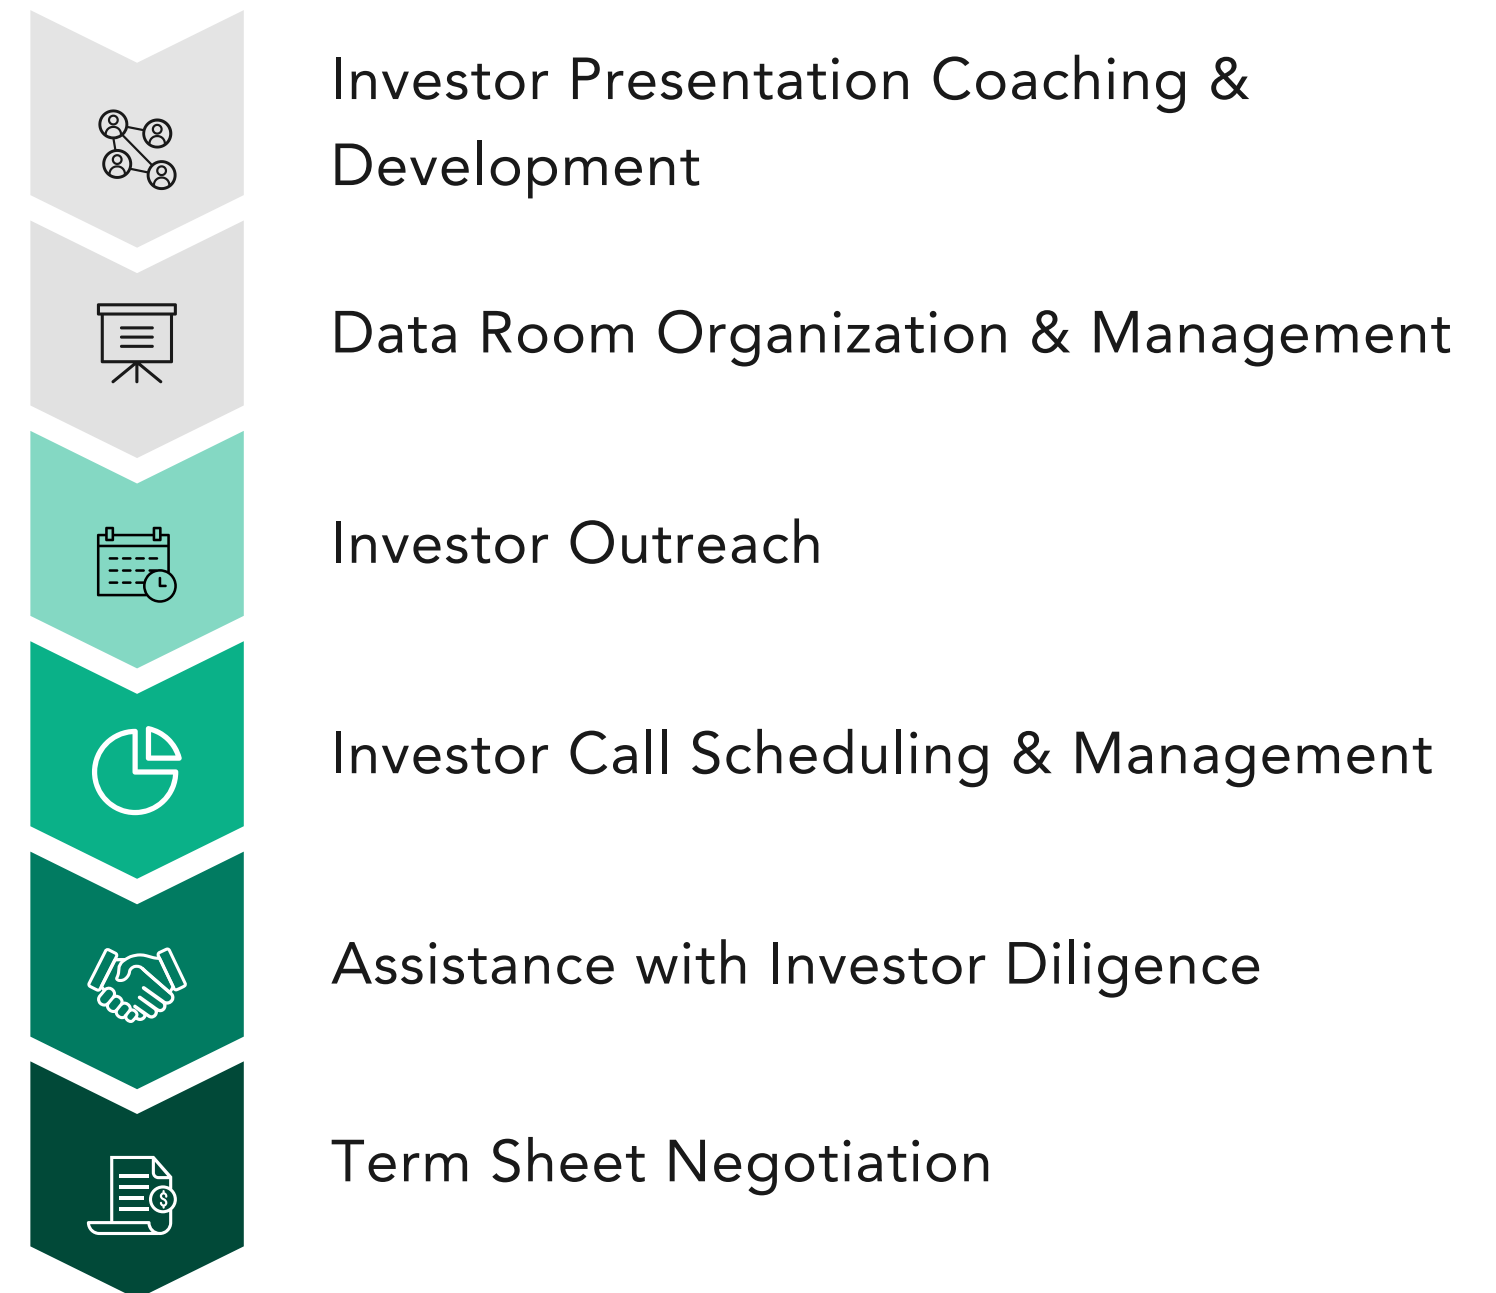 Investor Presentation Coaching &
Development
Data Room Organization & Management
Investor Outreach
Investor Call Scheduling & Management
Assistance with Investor Diligence
$
Term Sheet Negotiation